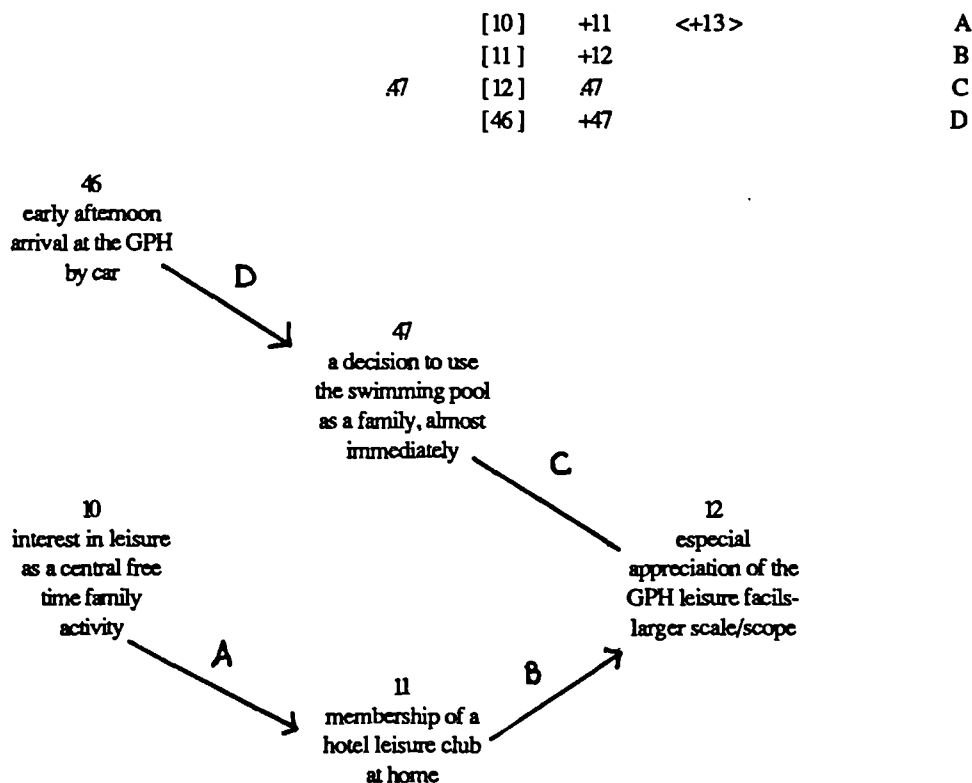 [10] +11 <+13> A
[11] +12 B
.47 [12] .47 C
[46] +47 D
46
early afternoon
arrival at the GPH
by car
D
47
a decision to use
the swimming pool
as a family, almost
immediately
C
10
interest in leisure
as a central free
time family
activity
12
especial
appreciation of the
GPH leisure facils-
larger scale/scope
A
B
11
membership of a
hotel leisure club
at home